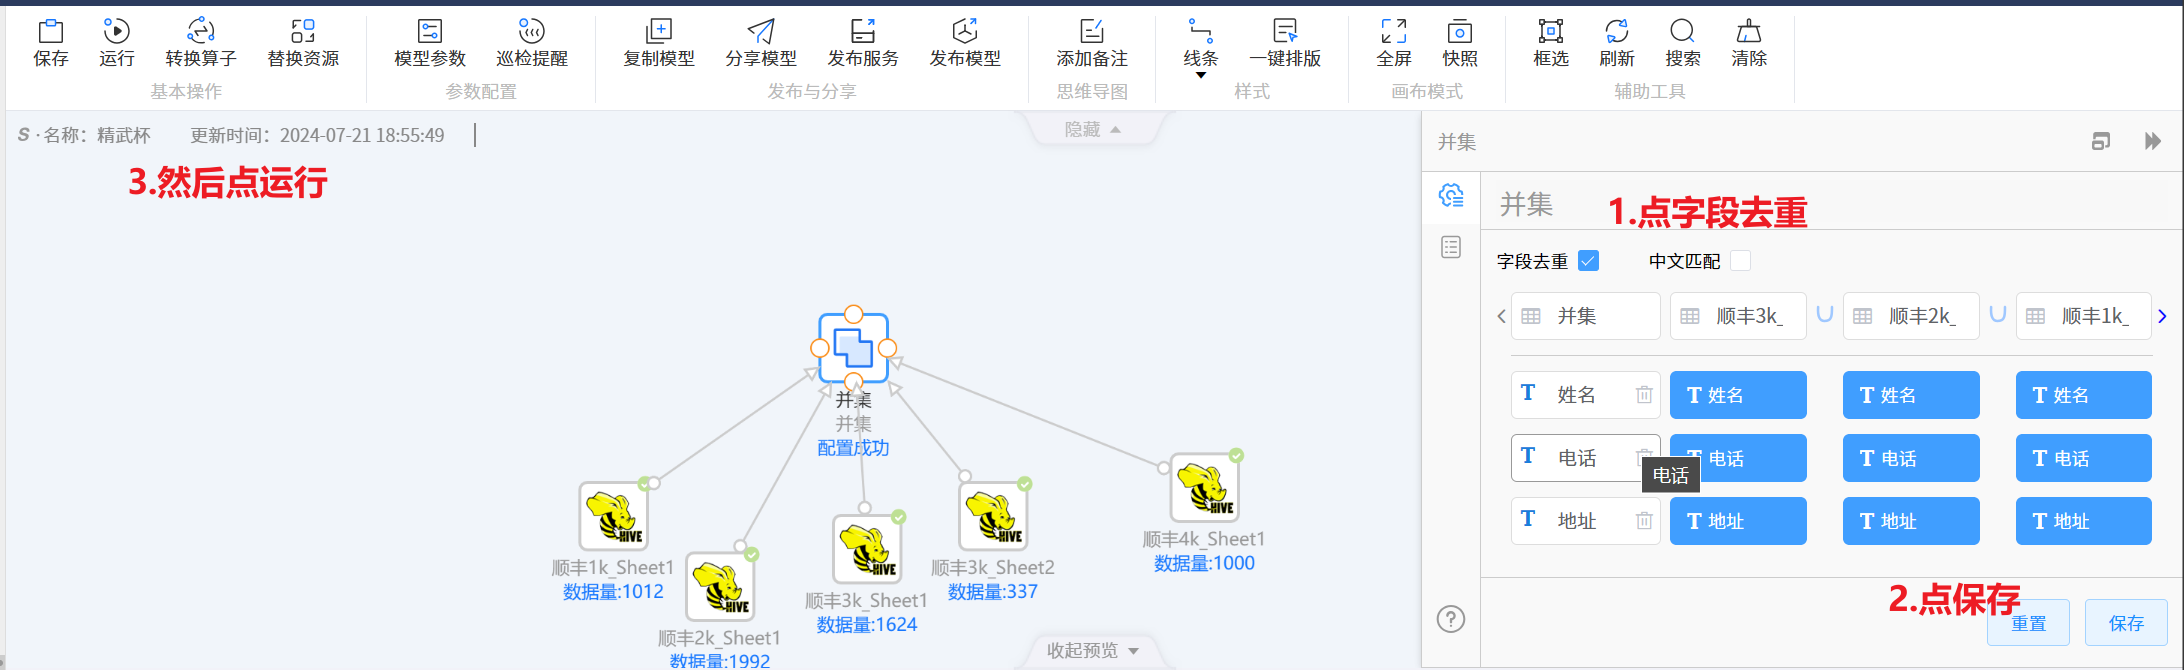 保存 运行 转换算子 替换资源 模型参数 巡检提醒 复制模型 分享模型 发布服务 发布模型 添加备注 线条 一键排版 全屏 快照 框选 刷新 搜索 清除
基本操作 参数配置 发布与分享 思维导图 样式 画布模式 辅助工具
S · 名称：精武杯 更新时间：2024-07-21 18:55:49
隐藏
3.然后点运行
并集
并集
1.点字段去重
字段去重 中文匹配
并集 顺丰3k_ 顺丰2k_ 顺丰1k_
姓名 姓名 姓名 姓名
电话 电话 电话 电话
电话
地址 地址 地址 地址
2.点保存
重置 保存
并集
并集
配置成功
HIVE
顺丰1k_Sheet1
数据量:1012
HIVE
顺丰2k_Sheet1
数据量:1992
HIVE
顺丰3k_Sheet1
数据量:1624
HIVE
顺丰3k_Sheet2
数据量:337
HIVE
顺丰4k_Sheet1
数据量:1000
收起预览